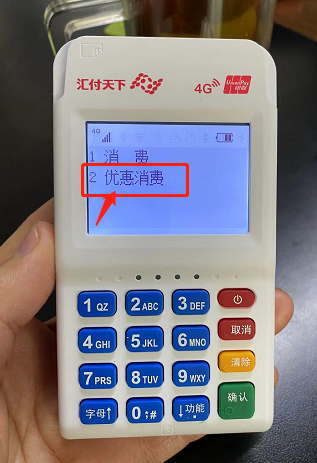 汇付天下
4G
UnionPay
银联
4G
1 消 费
2 优惠消费
1 QZ
2 ABC
3 DEF
4 GHI
5 JKL
6 MNO
取消
7 PRS
8 TUV
9 WXY
清除
字母↑
0 :;#
↓功能
确认